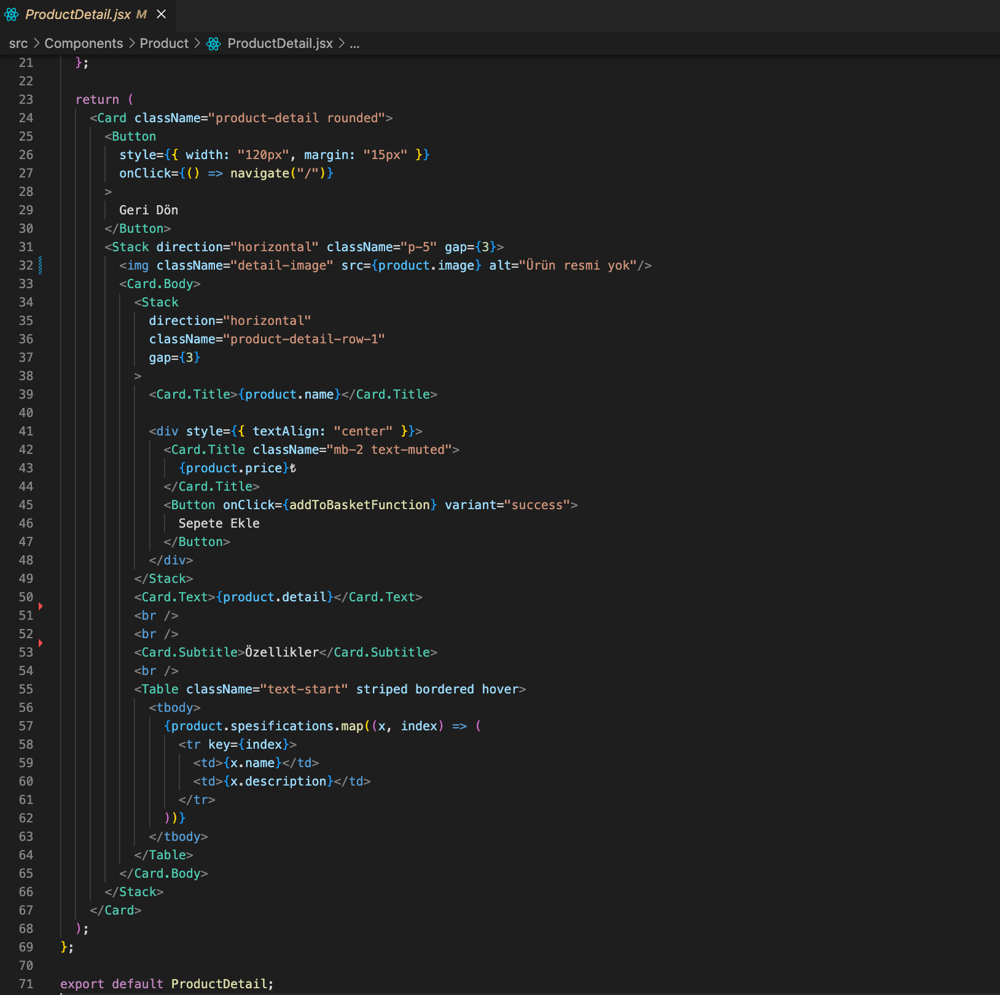 ProductDetail.jsx M
src > Components > Product > ProductDetail.jsx > ...
21 };
22
23 return (
24 <Card className="product-detail rounded">
25 <Button
26 style={{ width: "120px", margin: "15px" }}
27 onClick={() => navigate("/")}
28 >
29 Geri Dön
30 </Button>
31 <Stack direction="horizontal" className="p-5" gap={3}>
32 <img className="detail-image" src={product.image} alt="Ürün resmi yok"/>
33 <Card.Body>
34 <Stack
35 direction="horizontal"
36 className="product-detail-row-1"
37 gap={3}
38 >
39 <Card.Title>{product.name}</Card.Title>
40
41 <div style={{ textAlign: "center" }}>
42 <Card.Title className="mb-2 text-muted">
43 {product.price}₺
44 </Card.Title>
45 <Button onClick={addToBasketFunction} variant="success">
46 Sepete Ekle
47 </Button>
48 </div>
49 </Stack>
50 <Card.Text>{product.detail}</Card.Text>
51 <br />
52 <br />
53 <Card.Subtitle>Özellikler</Card.Subtitle>
54 <br />
55 <Table className="text-start" striped bordered hover>
56 <tbody>
57 {product.spesifications.map((x, index) => (
58 <tr key={index}>
59 <td>{x.name}</td>
60 <td>{x.description}</td>
61 </tr>
62 ))}
63 </tbody>
64 </Table>
65 </Card.Body>
66 </Stack>
67 </Card>
68 );
69 };
70
71 export default ProductDetail;